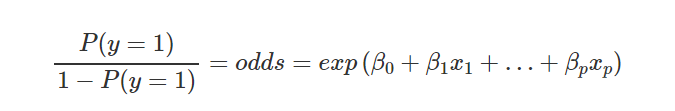 P(y = 1) / 1 − P(y = 1) = odds = exp (β₀ + β₁x₁ + . . . + βₚxₚ)